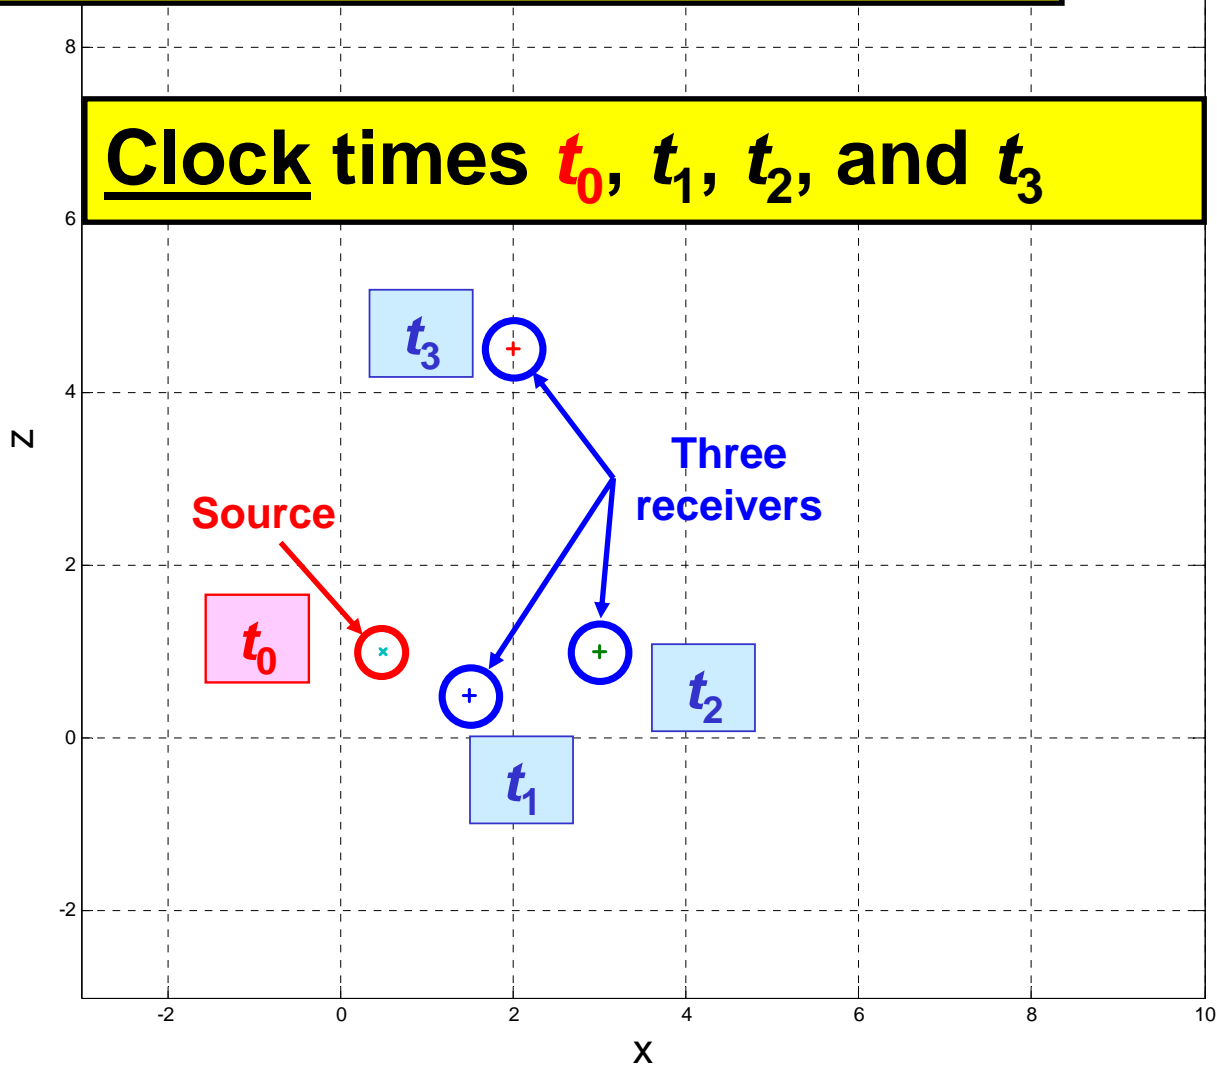 8
Clock times t0, t1, t2, and t3
6
t3
4
z
Three
receivers
Source
2
t0
t2
0
t1
-2
-2 0 2 4 6 8 10
x